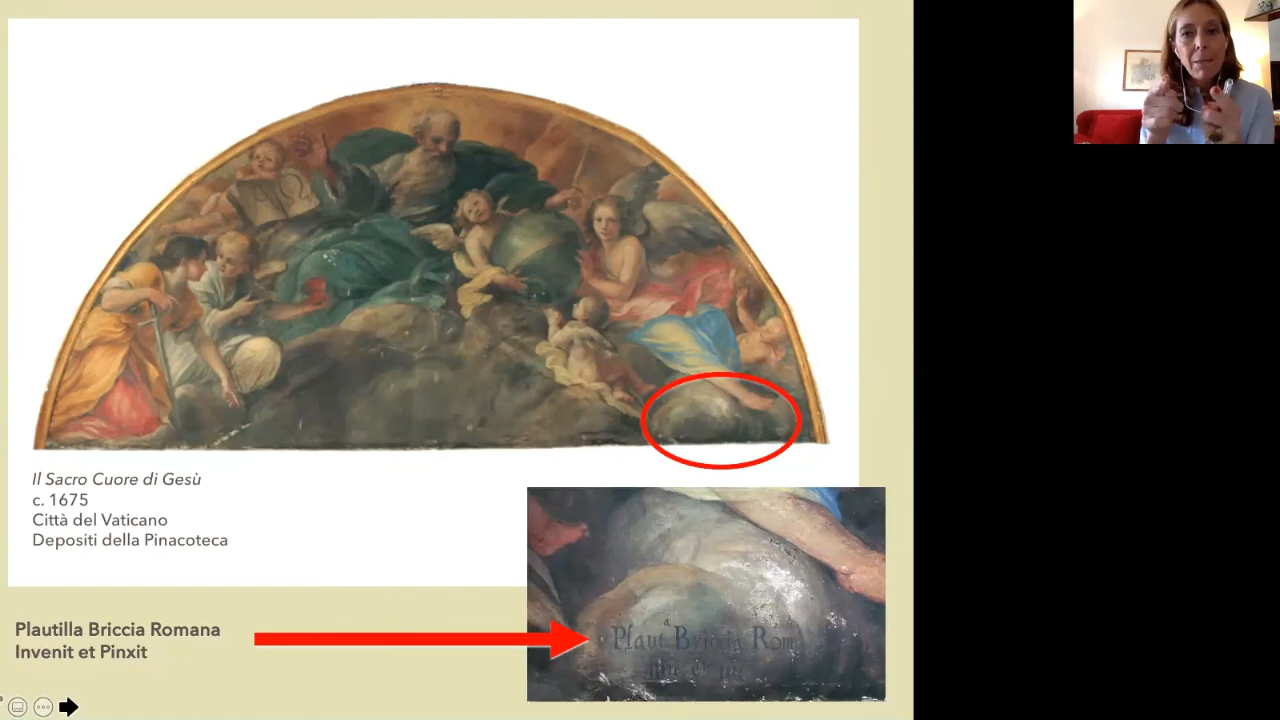 Il Sacro Cuore di Gesù
c. 1675
Città del Vaticano
Depositi della Pinacoteca
Plautilla Briccia Romana
Invenit et Pinxit
Plaut.ª Briccia Rom